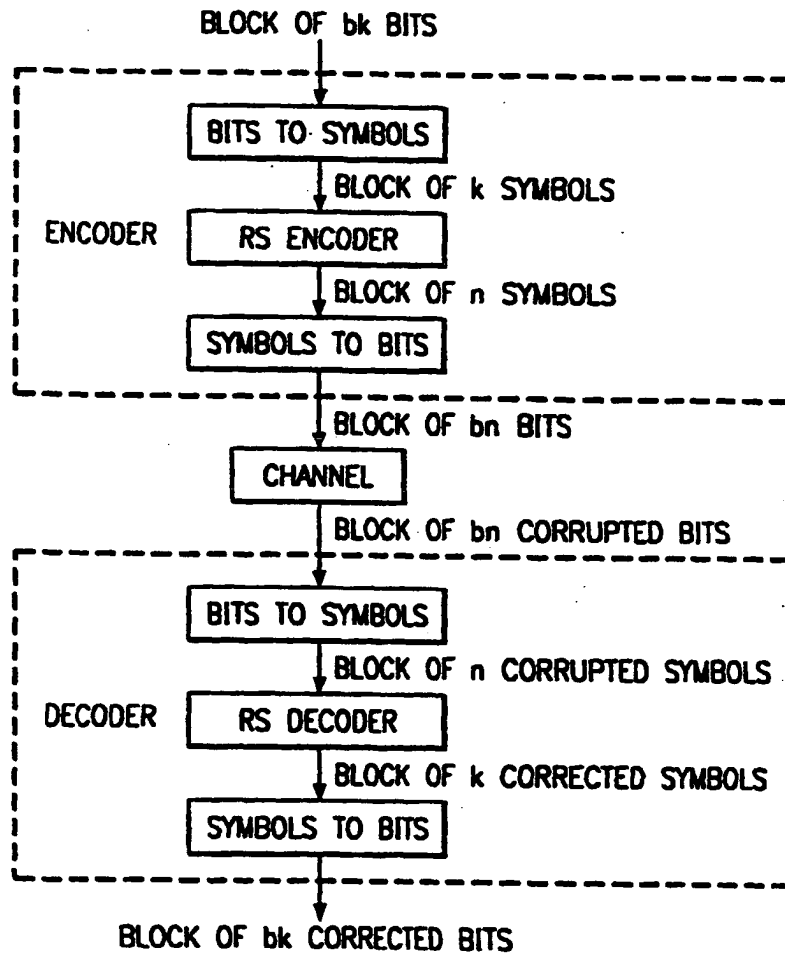 BLOCK OF bk BITS
BITS TO SYMBOLS
BLOCK OF k SYMBOLS
ENCODER
RS ENCODER
BLOCK OF n SYMBOLS
SYMBOLS TO BITS
BLOCK OF bn BITS
CHANNEL
BLOCK OF bn CORRUPTED BITS
BITS TO SYMBOLS
BLOCK OF n CORRUPTED SYMBOLS
DECODER
RS DECODER
BLOCK OF k CORRECTED SYMBOLS
SYMBOLS TO BITS
BLOCK OF bk CORRECTED BITS